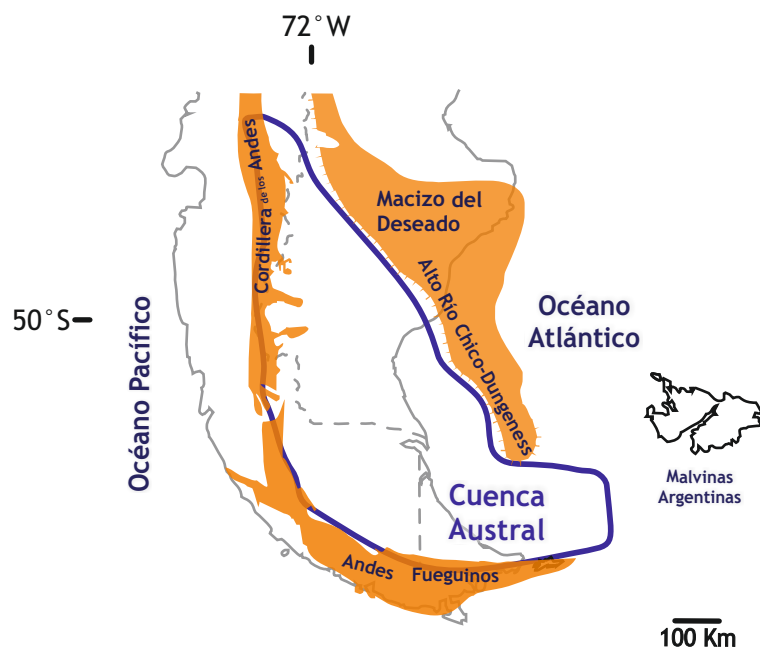 72°W
Cordillera de los Andes
Macizo del
Deseado
Alto Río Chico-Dungeness
50°S
Océano Pacífico
Océano
Atlántico
Malvinas
Argentinas
Cuenca
Austral
Andes Fueguinos
100 Km